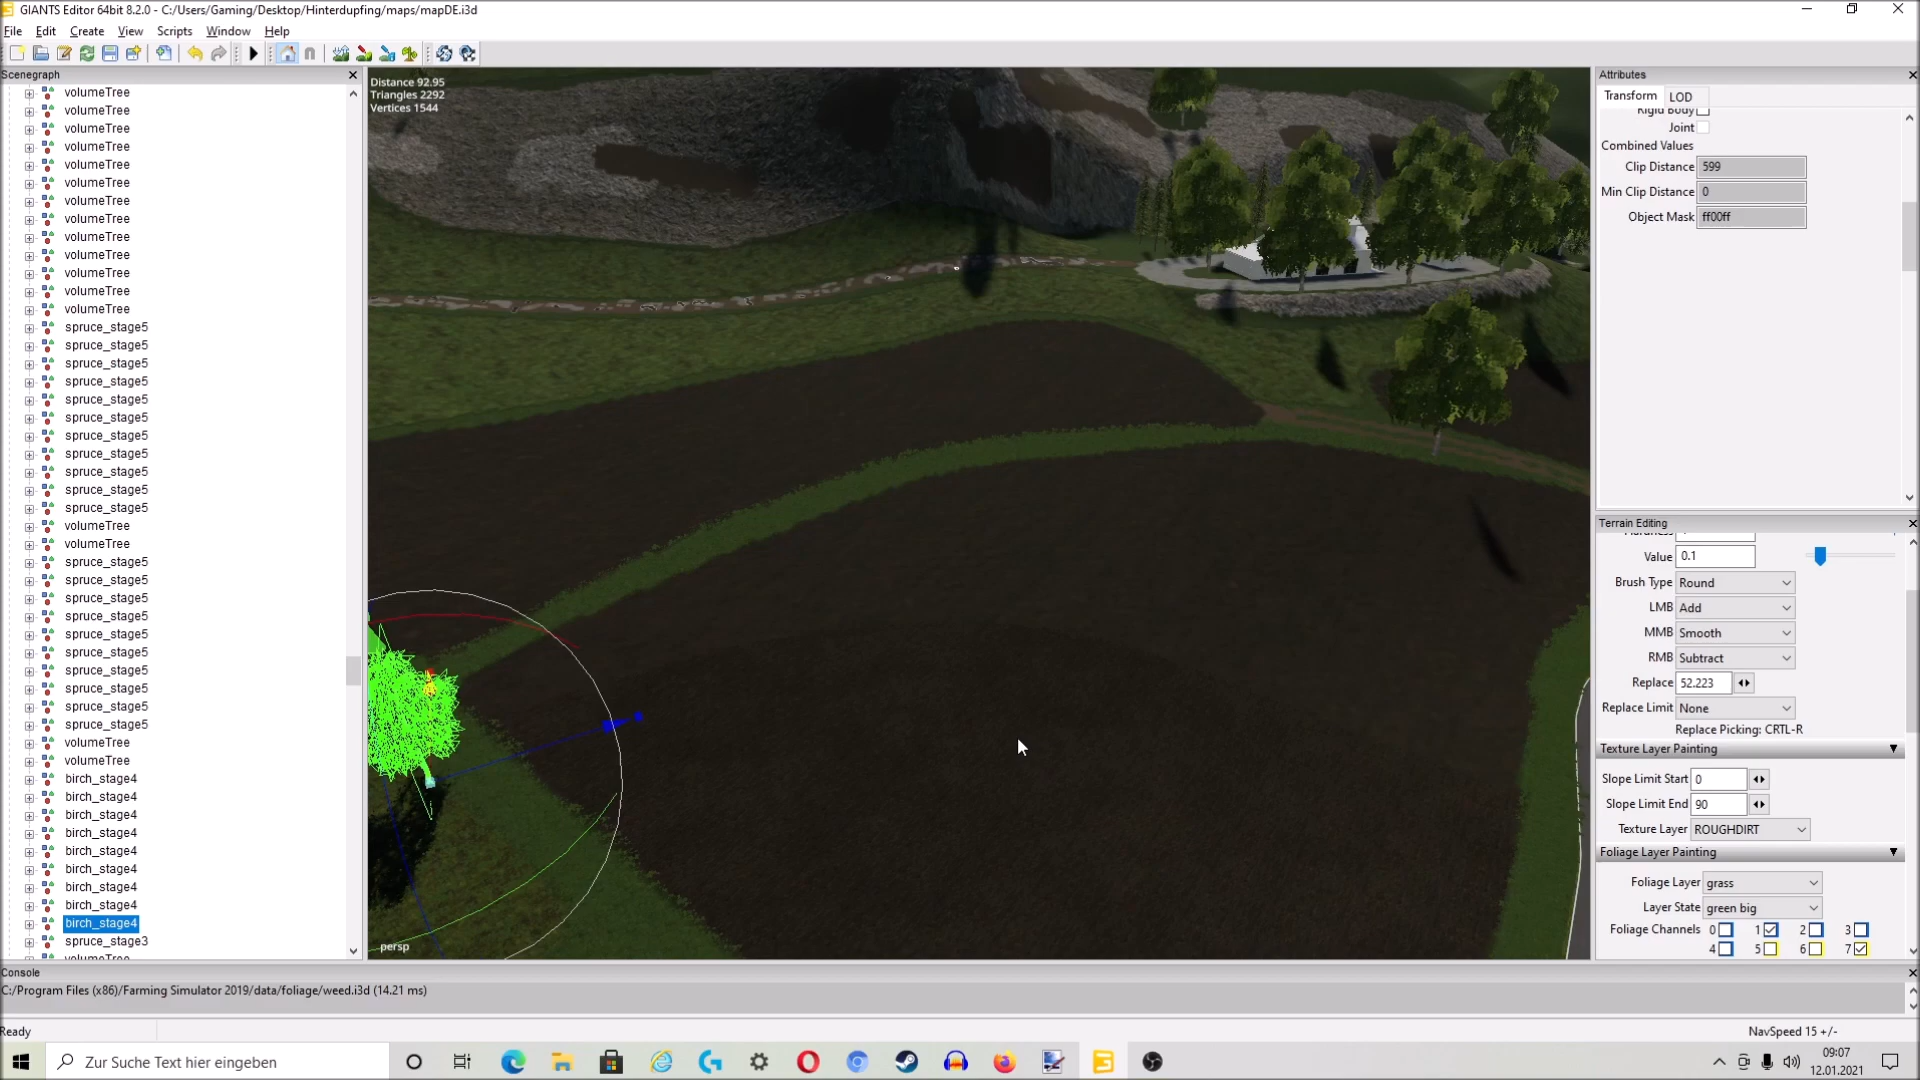 GIANTS Editor 64bit 8.2.0 - C:/Users/Gaming/Desktop/Hinterdupfing/maps/mapDE.i3d
File Edit Create View Scripts Window Help
Scenegraph
volumeTree
volumeTree
volumeTree
volumeTree
volumeTree
volumeTree
volumeTree
volumeTree
volumeTree
volumeTree
volumeTree
volumeTree
volumeTree
spruce_stage5
spruce_stage5
spruce_stage5
spruce_stage5
spruce_stage5
spruce_stage5
spruce_stage5
spruce_stage5
spruce_stage5
spruce_stage5
spruce_stage5
volumeTree
volumeTree
spruce_stage5
spruce_stage5
spruce_stage5
spruce_stage5
spruce_stage5
spruce_stage5
spruce_stage5
spruce_stage5
spruce_stage5
spruce_stage5
volumeTree
volumeTree
birch_stage4
birch_stage4
birch_stage4
birch_stage4
birch_stage4
birch_stage4
birch_stage4
birch_stage4
birch_stage4
spruce_stage3
volumeTree
Distance 92.95
Triangles 2292
Vertices 1544
persp
Attributes
Transform LOD
Rigid Body
Joint
Combined Values
Clip Distance 599
Min Clip Distance 0
Object Mask ff00ff
Terrain Editing
Hardness
Value 0.1
Brush Type Round
LMB Add
MMB Smooth
RMB Subtract
Replace 52.223
Replace Limit None
Replace Picking: CRTL-R
Texture Layer Painting
Slope Limit Start 0
Slope Limit End 90
Texture Layer ROUGHDIRT
Foliage Layer Painting
Foliage Layer grass
Layer State green big
Foliage Channels 0 1 2 3
4 5 6 7
Console
C:/Program Files (x86)/Farming Simulator 2019/data/foliage/weed.i3d (14.21 ms)
Ready
NavSpeed 15 +/-
Zur Suche Text hier eingeben
09:07
12.01.2021